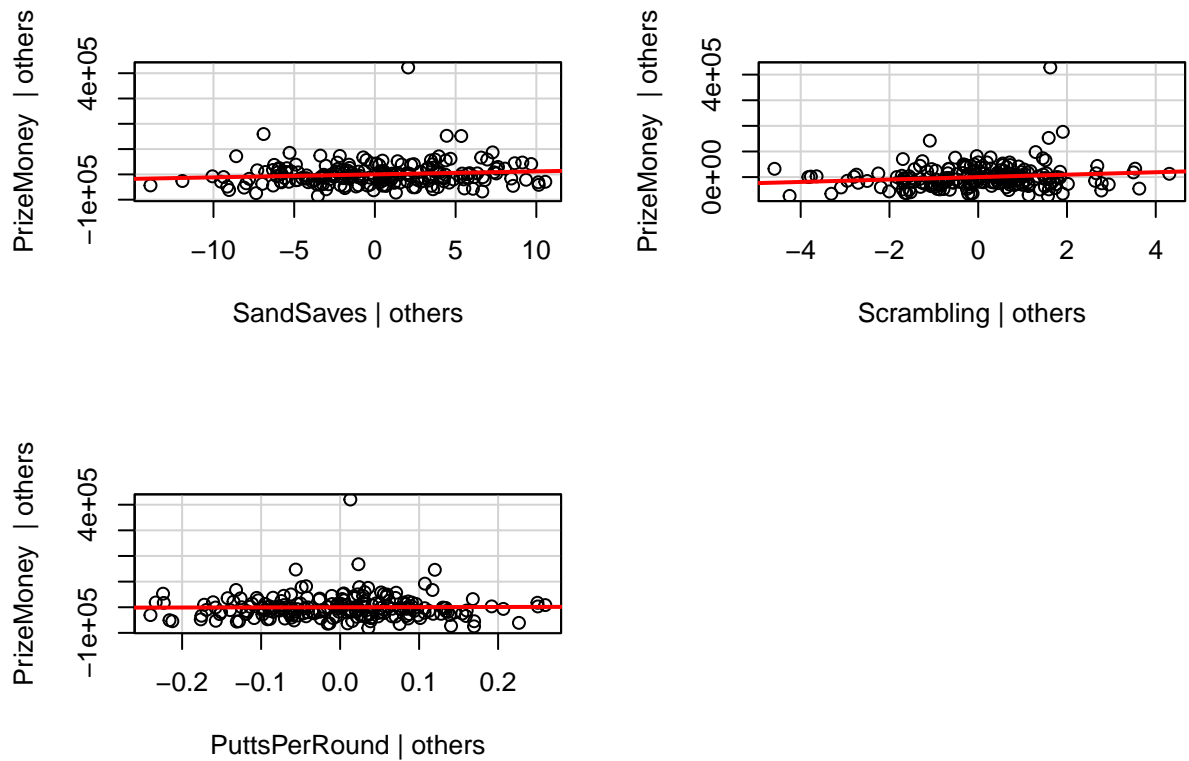 PrizeMoney | others
−1e+05
4e+05
−10
−5
0
5
10
SandSaves | others
PrizeMoney | others
0e+00
4e+05
−4
−2
0
2
4
Scrambling | others
PrizeMoney | others
−1e+05
4e+05
−0.2
−0.1
0.0
0.1
0.2
PuttsPerRound | others